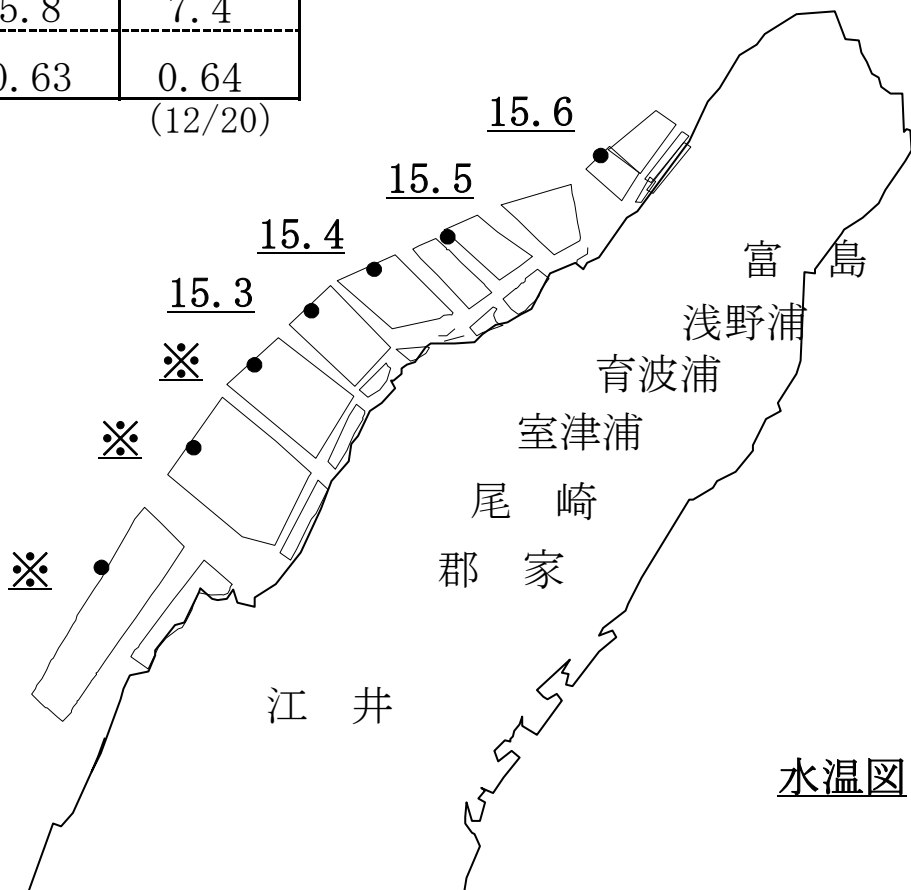 5.8 7.4
0.63 0.64
(12/20)
15.6
15.5
15.4
富 島
15.3
浅野浦
※
育波浦
※
室津浦
尾 崎
郡 家
※
江 井
水温図